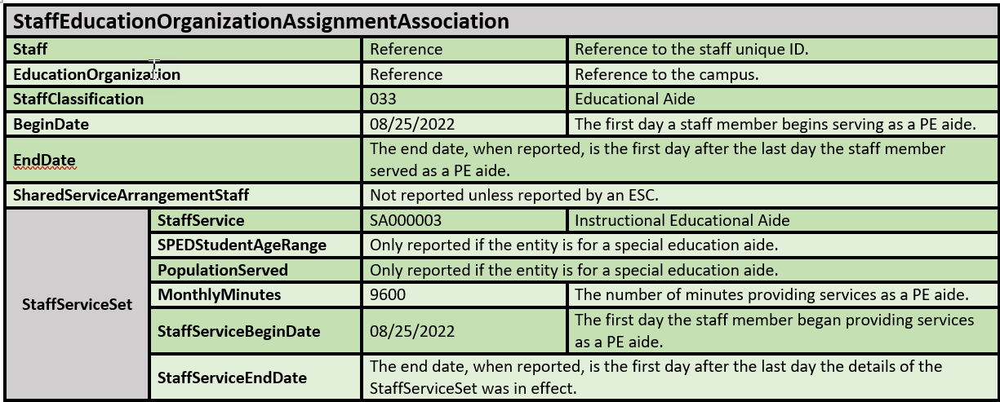 StaffEducationOrganizationAssignmentAssociation
Staff Reference Reference to the staff unique ID.
EducationOrganization Reference Reference to the campus.
StaffClassification 033 Educational Aide
BeginDate 08/25/2022 The first day a staff member begins serving as a PE aide.
EndDate The end date, when reported, is the first day after the last day the staff member
served as a PE aide.
SharedServiceArrangementStaff Not reported unless reported by an ESC.
StaffServiceSet
StaffService SA000003 Instructional Educational Aide
SPEDStudentAgeRange Only reported if the entity is for a special education aide.
PopulationServed Only reported if the entity is for a special education aide.
MonthlyMinutes 9600 The number of minutes providing services as a PE aide.
StaffServiceBeginDate 08/25/2022 The first day the staff member began providing services
as a PE aide.
StaffServiceEndDate The end date, when reported, is the first day after the last day the details of the
StaffServiceSet was in effect.